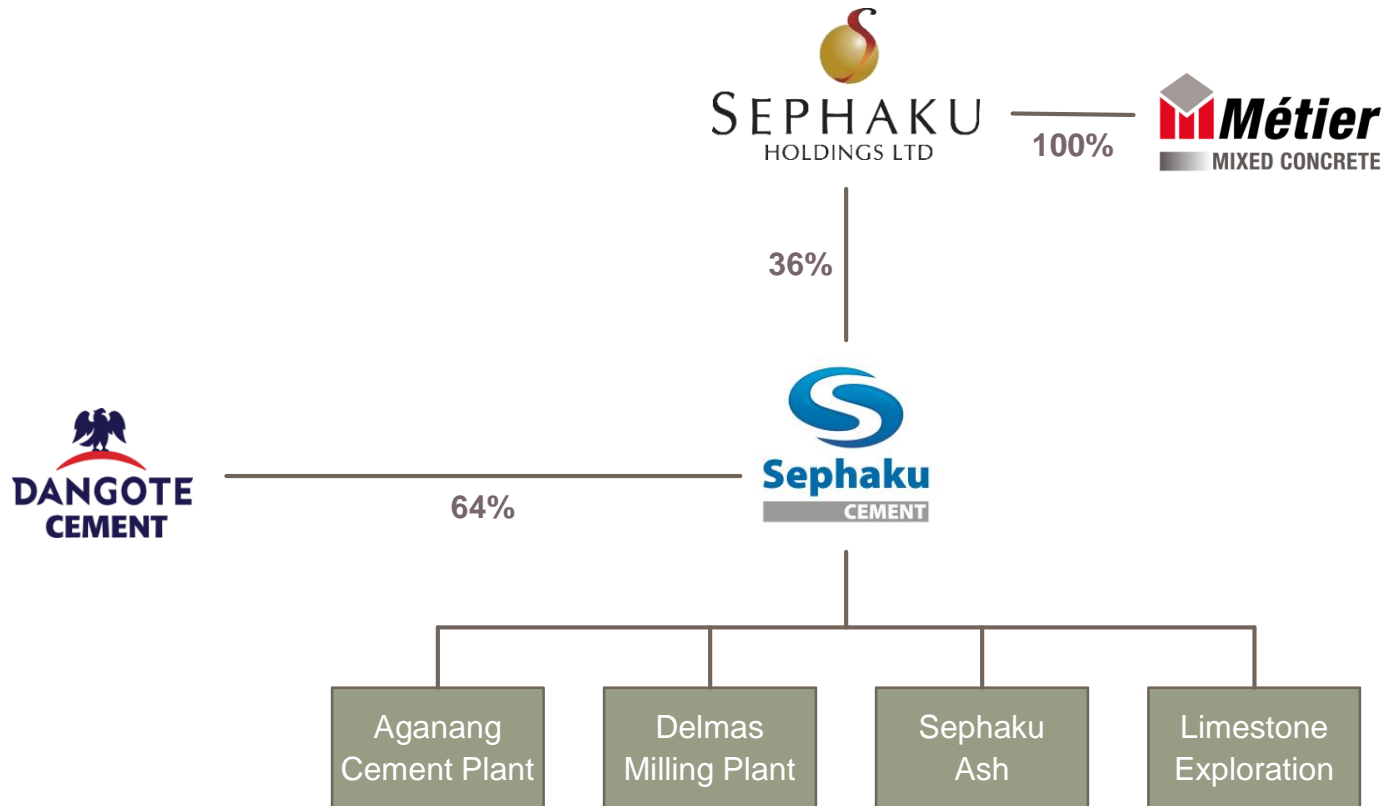 SEPHAKU
HOLDINGS LTD
100%
Métier
MIXED CONCRETE
36%
DANGOTE
CEMENT
64%
Sephaku
CEMENT
Aganang
Cement Plant
Delmas
Milling Plant
Sephaku
Ash
Limestone
Exploration